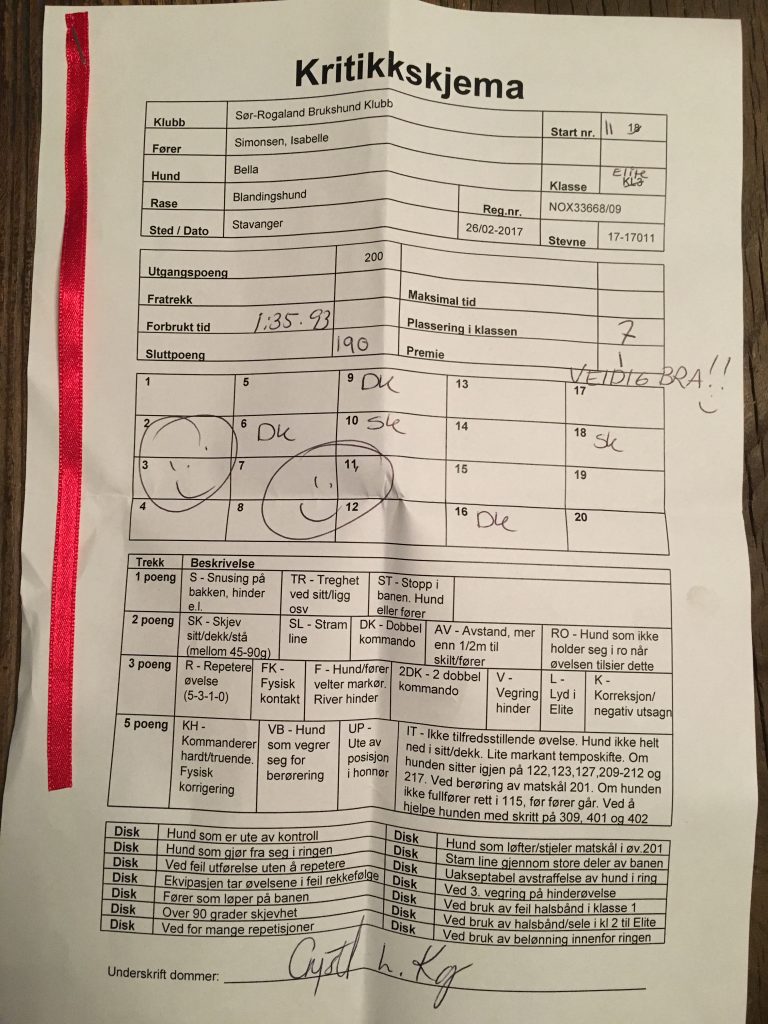 Kritikkskjema
Klubb Sør-Rogaland Brukshund Klubb Start nr. 11 18
Fører Simonsen, Isabelle
Hund Bella Klasse Elite KL3
Rase Blandingshund Reg.nr. NOX33668/09
Sted / Dato Stavanger 26/02-2017 Stevne 17-17011
Utgangspoeng 200
Fratrekk Maksimal tid
Forbrukt tid 1:35.93 Plassering i klassen 7
Sluttpoeng 190 Premie 1
VELDIG BRA!!
1 5 9 DK 13 17
2 6 DK 10 SK 14 18 SK
3 7 11 15 19
4 8 12 16 DK 20
Trekk Beskrivelse
1 poeng S - Snusing på bakken, hinder e.l. TR - Treghet ved sitt/ligg osv ST - Stopp i banen. Hund eller fører
2 poeng SK - Skjev sitt/dekk/stå (mellom 45-90g) SL - Stram line DK - Dobbel kommando AV - Avstand, mer enn 1/2m til skilt/fører RO - Hund som ikke holder seg i ro når øvelsen tilsier dette
3 poeng R - Repetere øvelse (5-3-1-0) FK - Fysisk kontakt F - Hund/fører velter markør. River hinder 2DK - 2 dobbel kommando V - Vegring hinder L - Lyd i Elite K - Korreksjon/ negativ utsagn
5 poeng KH - Kommanderer hardt/truende. Fysisk korrigering VB - Hund som vegrer seg for berørering UP - Ute av posisjon i honnør IT - Ikke tilfredsstillende øvelse. Hund ikke helt ned i sitt/dekk. Lite markant temposkifte. Om hunden sitter igjen på 122,123,127,209-212 og 217. Ved berøring av matskål 201. Om hunden ikke fullfører rett i 115, før fører går. Ved å hjelpe hunden med skritt på 309, 401 og 402
Disk Hund som er ute av kontroll Disk Hund som løfter/stjeler matskål i øv.201
Disk Hund som gjør fra seg i ringen Disk Stam line gjennom store deler av banen
Disk Ved feil utførelse uten å repetere Disk Uakseptabel avstraffelse av hund i ring
Disk Ekvipasjen tar øvelsene i feil rekkefølge Disk Ved 3. vegring på hinderøvelse
Disk Fører som løper på banen Disk Ved bruk av feil halsbånd i klasse 1
Disk Over 90 grader skjevhet Disk Ved bruk av halsbånd/sele i kl 2 til Elite
Disk Ved for mange repetisjoner Disk Ved bruk av belønning innenfor ringen
Underskrift dommer: